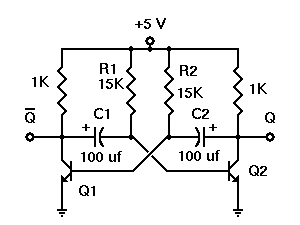 +5 V
1K
R1
15K
R2
15K
1K
Q̅
+
C1
100 uf
C2
+
100 uf
Q
Q1
Q2